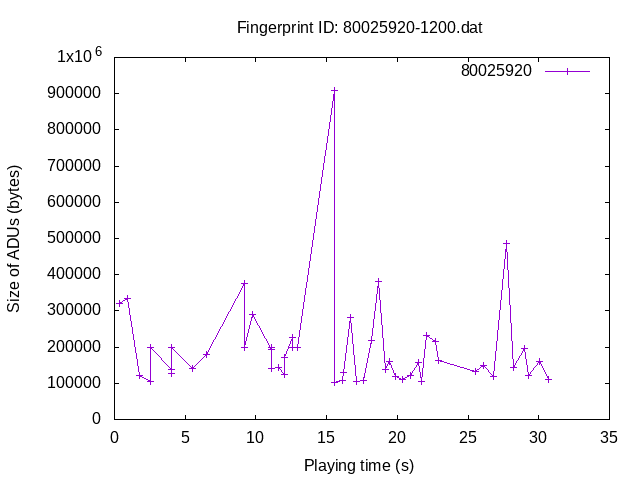 Fingerprint ID: 80025920-1200.dat
80025920
Size of ADUs (bytes)
1x10^6
900000
800000
700000
600000
500000
400000
300000
200000
100000
0
0 5 10 15 20 25 30 35
Playing time (s)